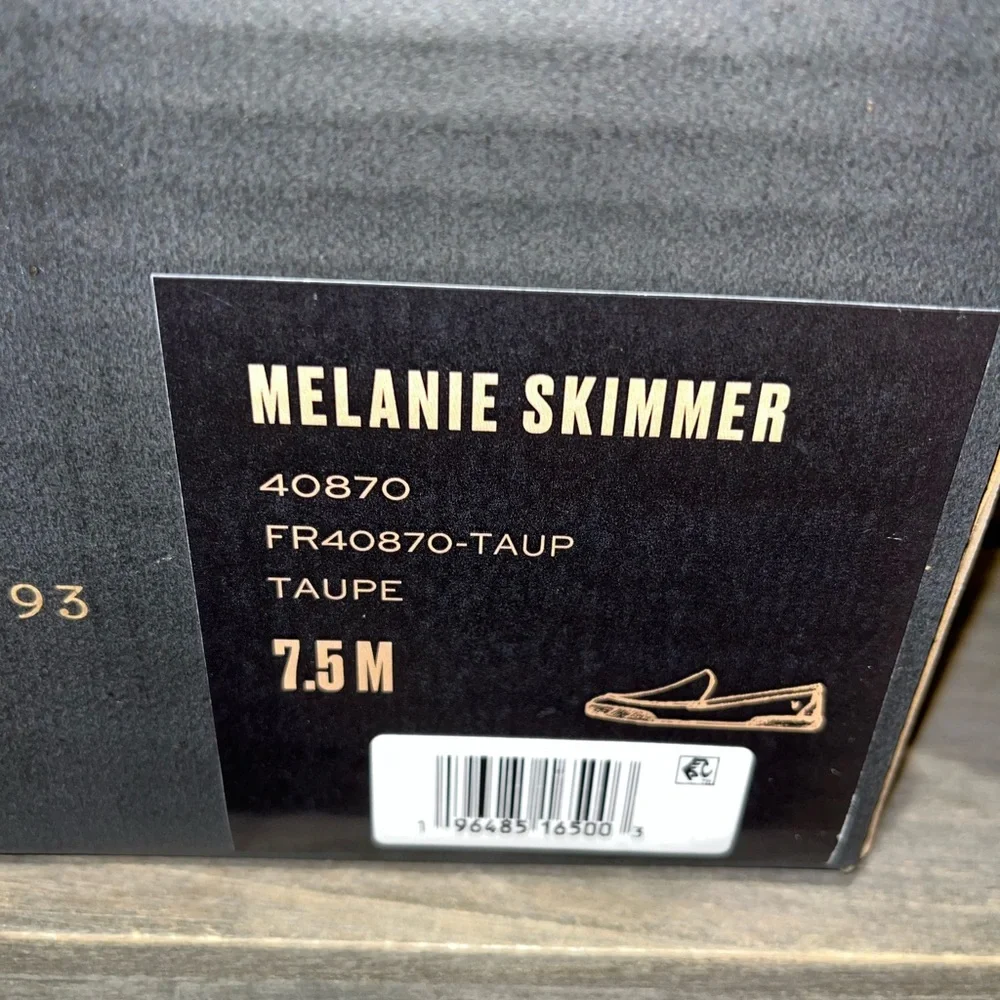 MELANIE SKIMMER
40870
FR40870-TAUP
TAUPE
93
7.5 M
1 96485 16500 3